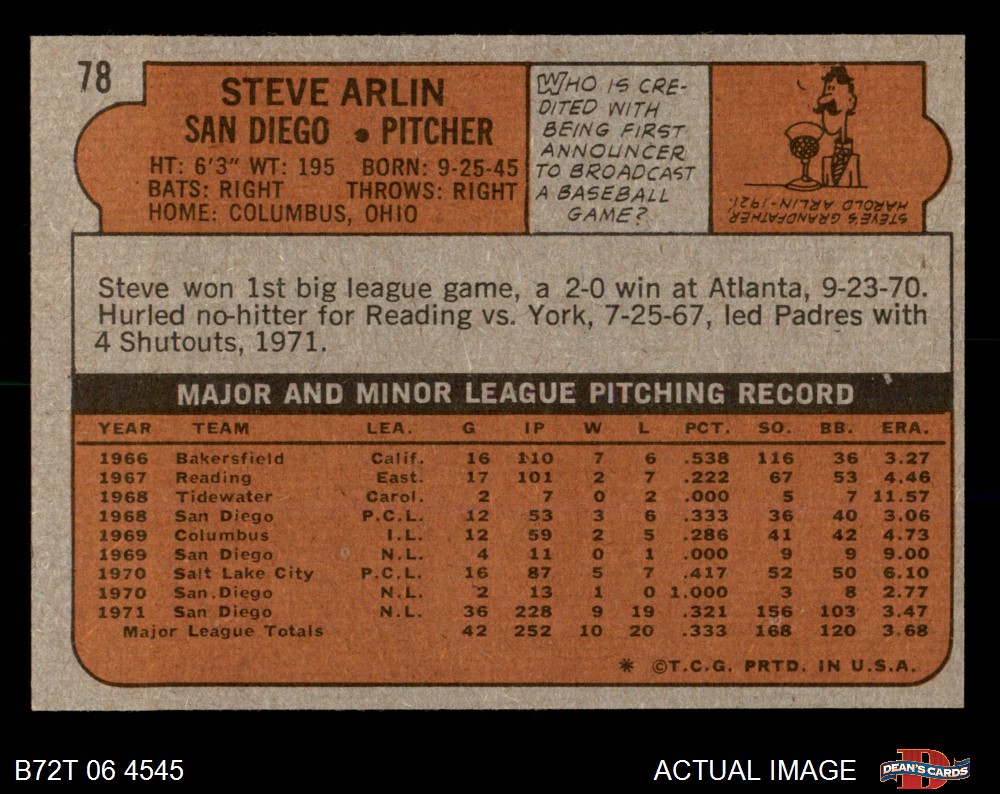 78
STEVE ARLIN
SAN DIEGO • PITCHER
HT: 6'3" WT: 195 BORN: 9-25-45
BATS: RIGHT THROWS: RIGHT
HOME: COLUMBUS, OHIO
WHO IS CRE-
DITED WITH
BEING FIRST
ANNOUNCER
TO BROADCAST
A BASEBALL
GAME?
STEVE'S GRANDFATHER,
HAROLD ARLIN-1921.
Steve won 1st big league game, a 2-0 win at Atlanta, 9-23-70.
Hurled no-hitter for Reading vs. York, 7-25-67, led Padres with
4 Shutouts, 1971.
MAJOR AND MINOR LEAGUE PITCHING RECORD
YEAR TEAM LEA. G IP W L PCT. SO. BB. ERA.
1966 Bakersfield Calif. 16 110 7 6 .538 116 36 3.27
1967 Reading East. 17 101 2 7 .222 67 53 4.46
1968 Tidewater Carol. 2 7 0 2 .000 5 7 11.57
1968 San Diego P.C.L. 12 53 3 6 .333 36 40 3.06
1969 Columbus I.L. 12 59 2 5 .286 41 42 4.73
1969 San Diego N.L. 4 11 0 1 .000 9 9 9.00
1970 Salt Lake City P.C.L. 16 87 5 7 .417 52 50 6.10
1970 San Diego N.L. 2 13 1 0 1.000 3 8 2.77
1971 San Diego N.L. 36 228 9 19 .321 156 103 3.47
Major League Totals 42 252 10 20 .333 168 120 3.68
* ©T.C.G. PRTD. IN U.S.A.
B72T 06 4545
ACTUAL IMAGE
DEAN'S CARDS